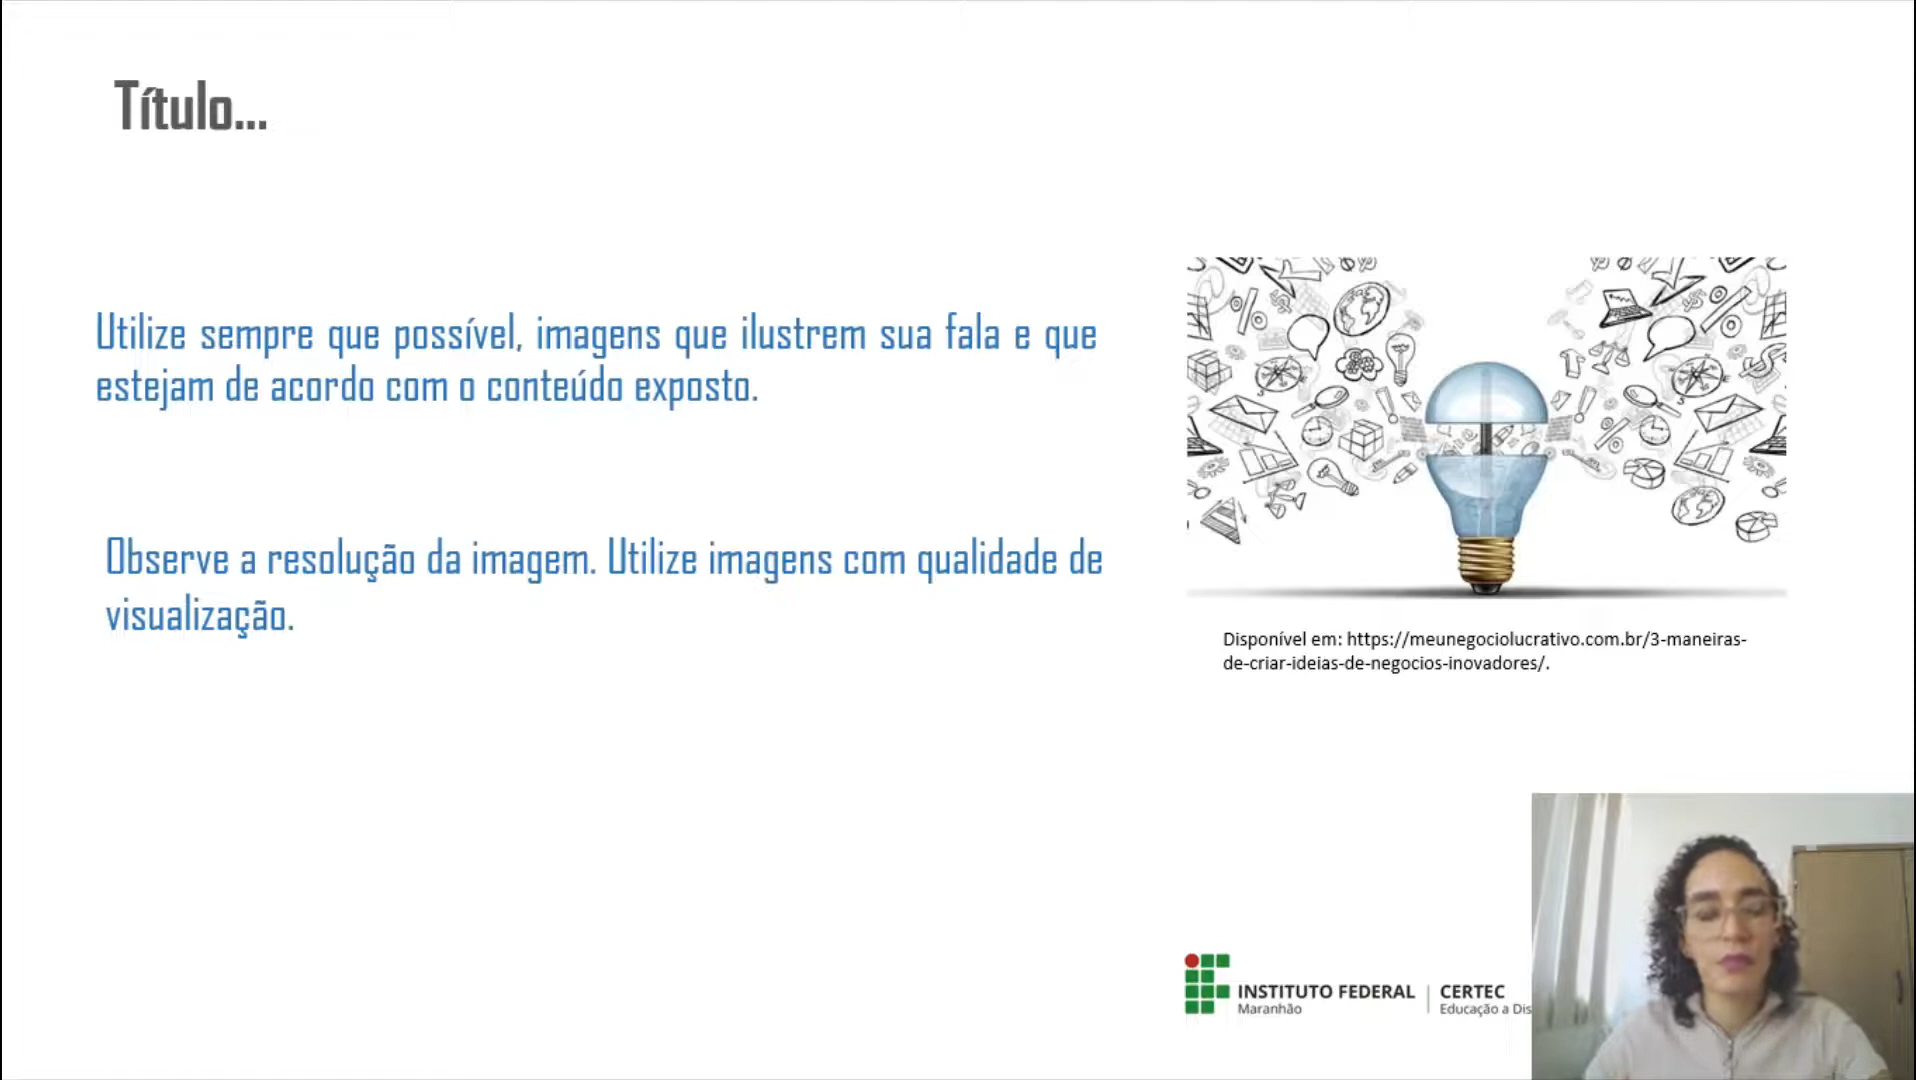 Título...
Utilize sempre que possível, imagens que ilustrem sua fala e que
estejam de acordo com o conteúdo exposto.
Observe a resolução da imagem. Utilize imagens com qualidade de
visualização.
Disponível em: https://meunegociolucrativo.com.br/3-maneiras-
de-criar-ideias-de-negocios-inovadores/.
INSTITUTO FEDERAL
Maranhão
CERTEC
Educação a Dis